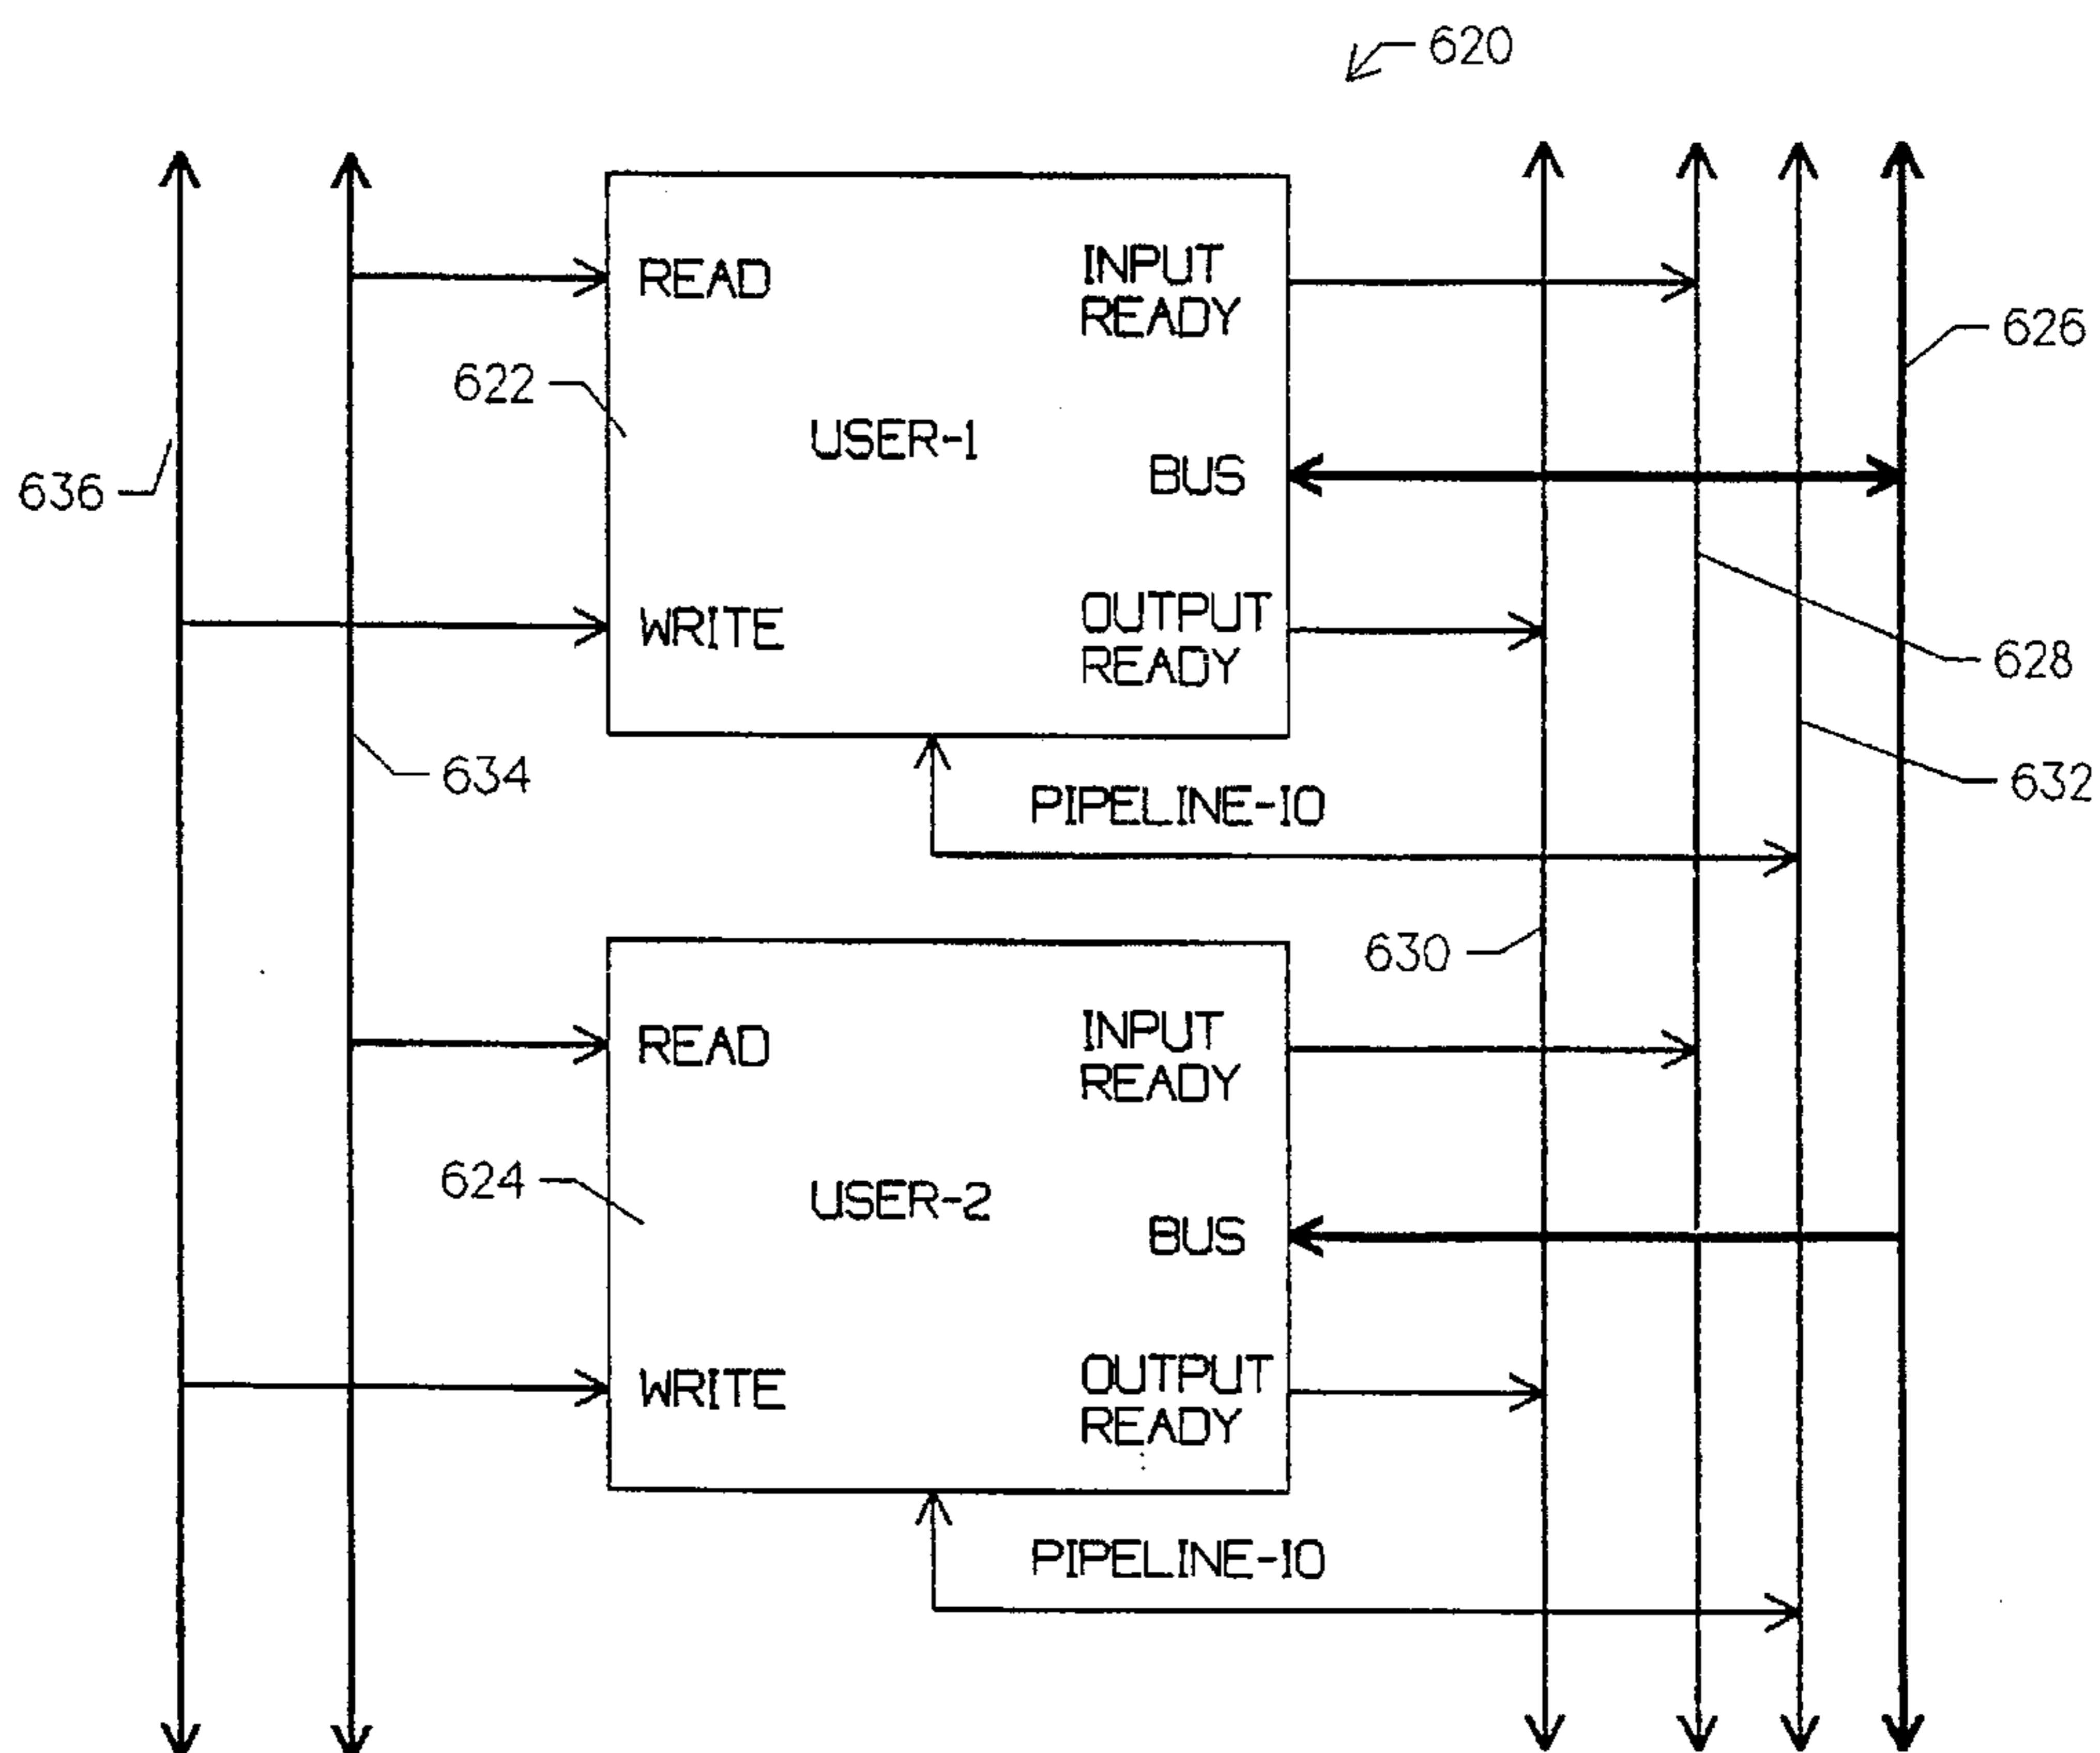 620
READ
INPUT
READY
626
622
USER-1
636
BUS
WRITE
OUTPUT
READY
628
634
632
PIPELINE-IO
630
READ
INPUT
READY
624
USER-2
BUS
WRITE
OUTPUT
READY
PIPELINE-IO